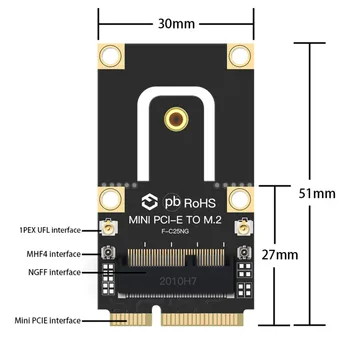 30mm
pb RoHS
MINI PCI-E TO M.2
F-C25NG
51mm
1PEX UFL interface
MHF4 interface
27mm
NGFF interface
2010H7
Mini PCIE interface